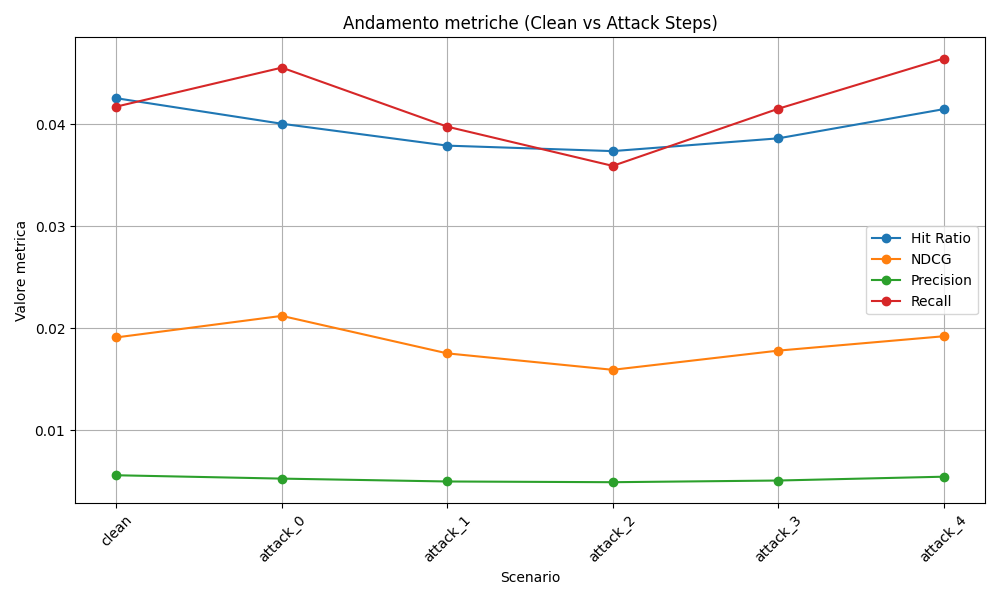 Andamento metriche (Clean vs Attack Steps)
Valore metrica
0.04
0.03
0.02
0.01
Hit Ratio
NDCG
Precision
Recall
clean
attack_0
attack_1
attack_2
attack_3
attack_4
Scenario